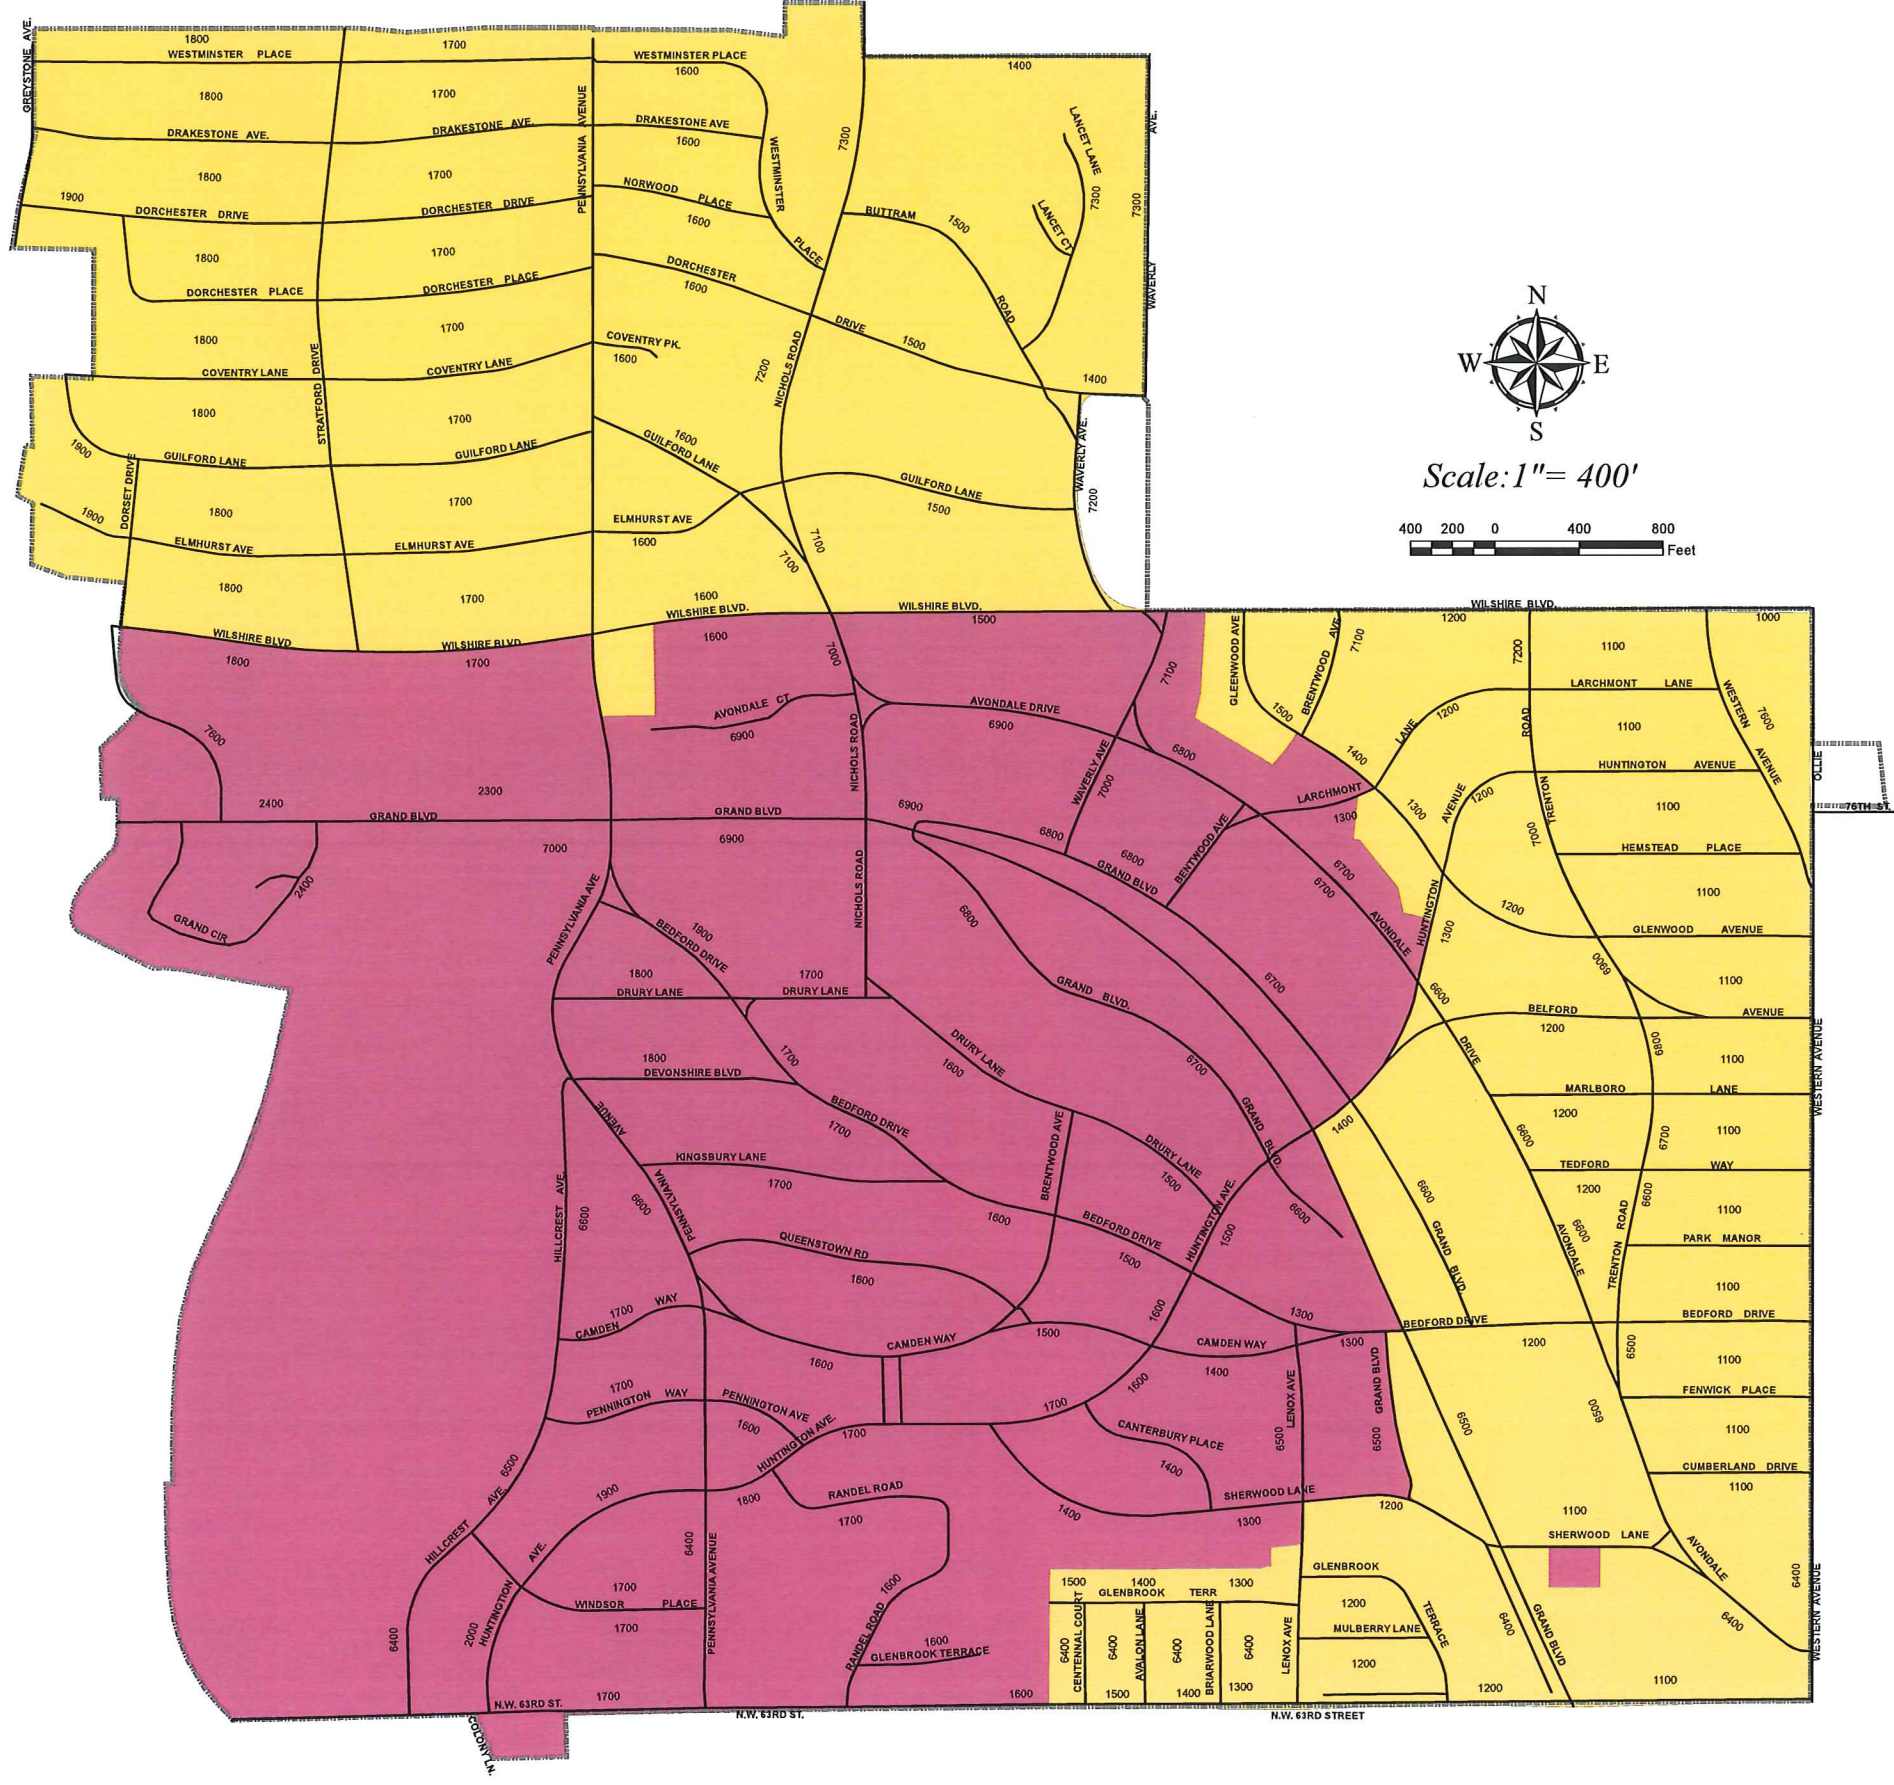 GREYSTONE AVE.
1800
WESTMINSTER PLACE
1700
WESTMINSTER PLACE
1600
1400
1800
1700
PENNSYLVANIA AVENUE
DRAKESTONE AVE.
DRAKESTONE AVE.
DRAKESTONE AVE
1600
WESTMINSTER
PLACE
7300
LANCET LANE
7300
LANCET CT
7300
WAVERLY
AVE.
1800
1700
1900
DORCHESTER DRIVE
DORCHESTER DRIVE
NORWOOD PLACE
1600
BUTTRAM
1500
ROAD
1800
1700
DORCHESTER PLACE
DORCHESTER PLACE
DORCHESTER
1600
DRIVE
1500
1400
1800
1700
STRATFORD DRIVE
COVENTRY LANE
COVENTRY LANE
COVENTRY PK.
1600
7200
NICHOLS ROAD
1800
1700
1900
GUILFORD LANE
GUILFORD LANE
1600
GUILFORD LANE
GUILFORD LANE
1500
WAVERLY AVE.
7200
DORSET DRIVE
1800
1700
1900
ELMHURST AVE
ELMHURST AVE
ELMHURST AVE
1600
7100
7100
1800
1700
1600
WILSHIRE BLVD
WILSHIRE BLVD
WILSHIRE BLVD.
WILSHIRE BLVD.
WILSHIRE BLVD.
N
W
E
S
Scale:1"= 400'
400
200
0
400
800
Feet
1800
1700
1600
1500
7000
7100
GLEENWOOD AVE
BRENTWOOD AVE
7100
1200
7200
1100
1000
LARCHMONT LANE
WESTERN AVENUE
7600
AVONDALE CT
6900
AVONDALE DRIVE
6900
6800
1500
1400
LANE
1200
ROAD
1100
7600
NICHOLS ROAD
WAVERLY AVE
7000
LARCHMONT
1300
1300
AVENUE
1200
TRENTON
HUNTINGTON AVENUE
1100
OLLIE
76TH ST.
2400
2300
GRAND BLVD
GRAND BLVD
6900
6900
6800
6800
GRAND BLVD
BENTWOOD AVE
6700
6700
7000
HEMSTEAD PLACE
1100
7000
NICHOLS ROAD
2400
GRAND CIR
PENNSYLVANIA AVE
BEDFORD DRIVE
1900
6800
AVONDALE
HUNTINGTON
1300
1200
GLENWOOD AVENUE
6900
1800
DRURY LANE
1700
DRURY LANE
GRAND BLVD.
6700
6600
1100
BELFORD
AVENUE
1200
DRURY LANE
1600
1700
1800
DEVONSHIRE BLVD
6700
DRIVE
6800
1100
WESTERN AVENUE
MARLBORO LANE
1200
BEDFORD DRIVE
1700
AVENUE
BRENTWOOD AVE
DRURY LANE
1500
GRAND BLVD.
1400
6600
6700
1100
KINGSBURY LANE
1700
TEDFORD WAY
1200
HILLCREST AVE.
6600
6600
PENNSYLVANIA
1600
BEDFORD DRIVE
1500
HUNTINGTON AVE.
1500
6600
6600
GRAND BLVD.
6600
AVONDALE
6600
TRENTON ROAD
1100
PARK MANOR
QUEENSTOWN RD
1600
1100
1700
WAY
CAMDEN
CAMDEN WAY
1600
1500
1600
CAMDEN WAY
1400
1300
1300
BEDFORD DRIVE
1200
BEDFORD DRIVE
6500
1100
1700
PENNINGTON WAY
PENNINGTON AVE
1600
HUNTINGTON AVE.
1700
1700
1600
LENOX AVE
6500
GRAND BLVD
6500
6500
6500
FENWICK PLACE
1100
CANTERBURY PLACE
1400
6500
AVE.
HILLCREST
1900
1800
RANDEL ROAD
1700
1400
SHERWOOD LANE
1300
1200
CUMBERLAND DRIVE
1100
1100
SHERWOOD LANE
AVONDALE
HUNTINGTON
AVE.
6400
PENNSYLVANIA AVENUE
1600
RANDEL ROAD
1700
WINDSOR PLACE
1700
2000
6400
1600
GLENBROOK TERRACE
1500
1400
1300
GLENBROOK TERR
CENTENNAL COURT
6400
6400
AVALON LANE
6400
BRIARWOOD LANE
6400
LENOX AVE
GLENBROOK
TERRACE
1200
MULBERRY LANE
1200
6400
GRAND BLVD
6400
6400
WESTERN AVENUE
N.W. 63RD ST.
1700
1600
1500
1400
1300
1200
1100
N.W. 63RD ST.
N.W. 63RD STREET
COLONY LN.